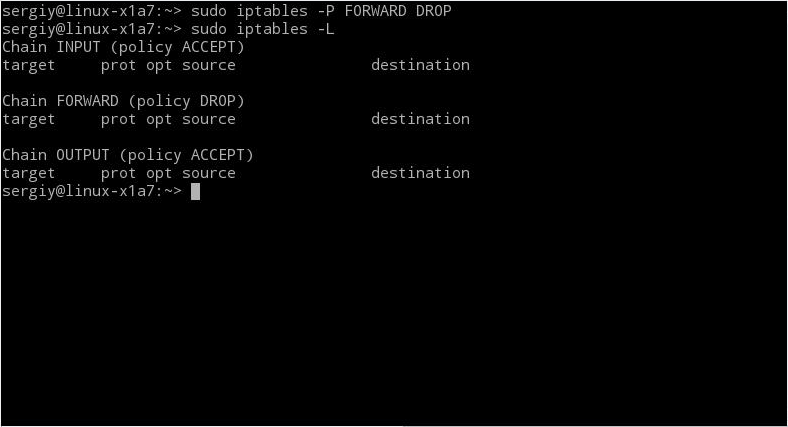 sergiy@linux-x1a7:~> sudo iptables -P FORWARD DROP
sergiy@linux-x1a7:~> sudo iptables -L
Chain INPUT (policy ACCEPT)
target     prot opt source               destination

Chain FORWARD (policy DROP)
target     prot opt source               destination

Chain OUTPUT (policy ACCEPT)
target     prot opt source               destination
sergiy@linux-x1a7:~>